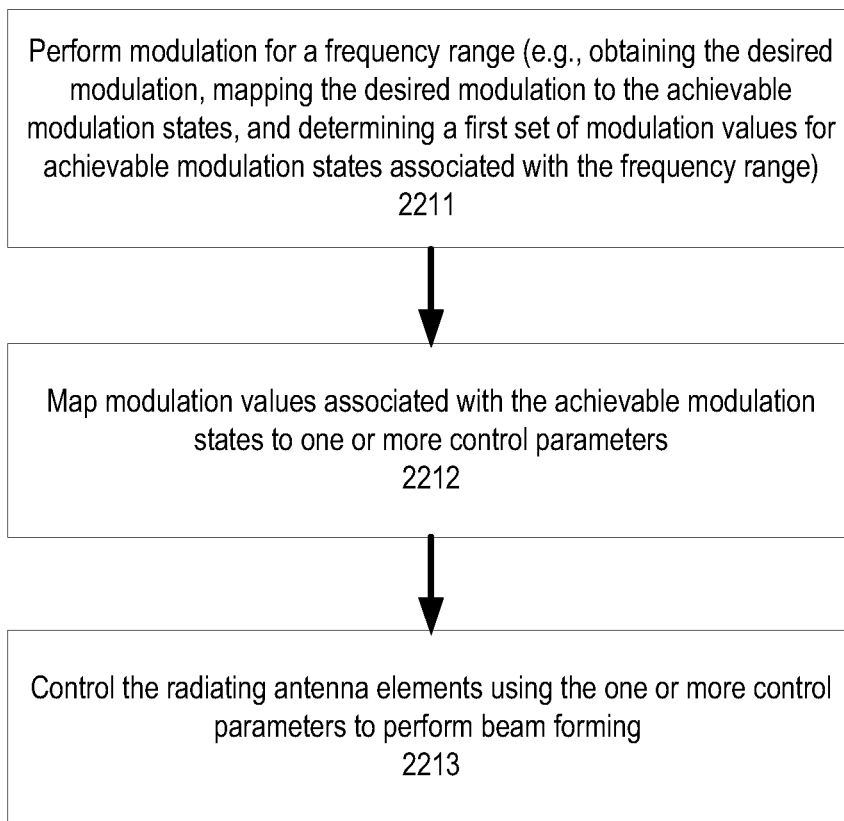 Perform modulation for a frequency range (e.g., obtaining the desired
modulation, mapping the desired modulation to the achievable
modulation states, and determining a first set of modulation values for
achievable modulation states associated with the frequency range)
2211
Map modulation values associated with the achievable modulation
states to one or more control parameters
2212
Control the radiating antenna elements using the one or more control
parameters to perform beam forming
2213